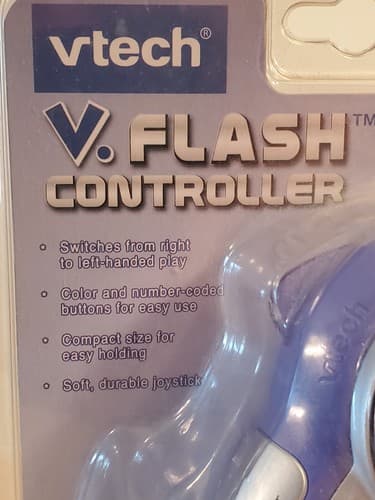 vtech®
V.FLASH™
CONTROLLER
Switches from right
to left-handed play
Color and number-coded
buttons for easy use
Compact size for
easy holding
Soft, durable joystick
vtech